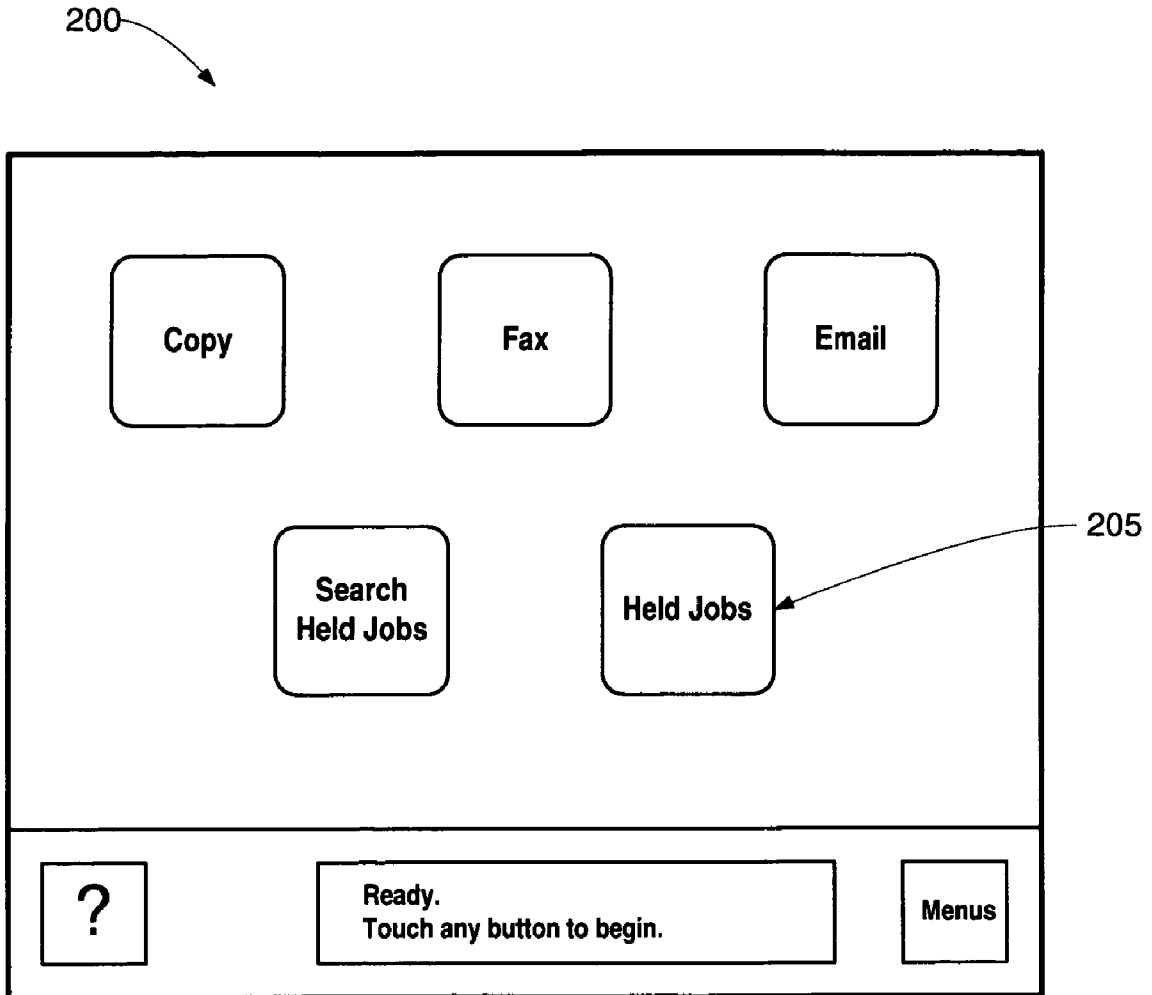 200
Copy
Fax
Email
Search
Held Jobs
Held Jobs
205
?
Ready.
Touch any button to begin.
Menus